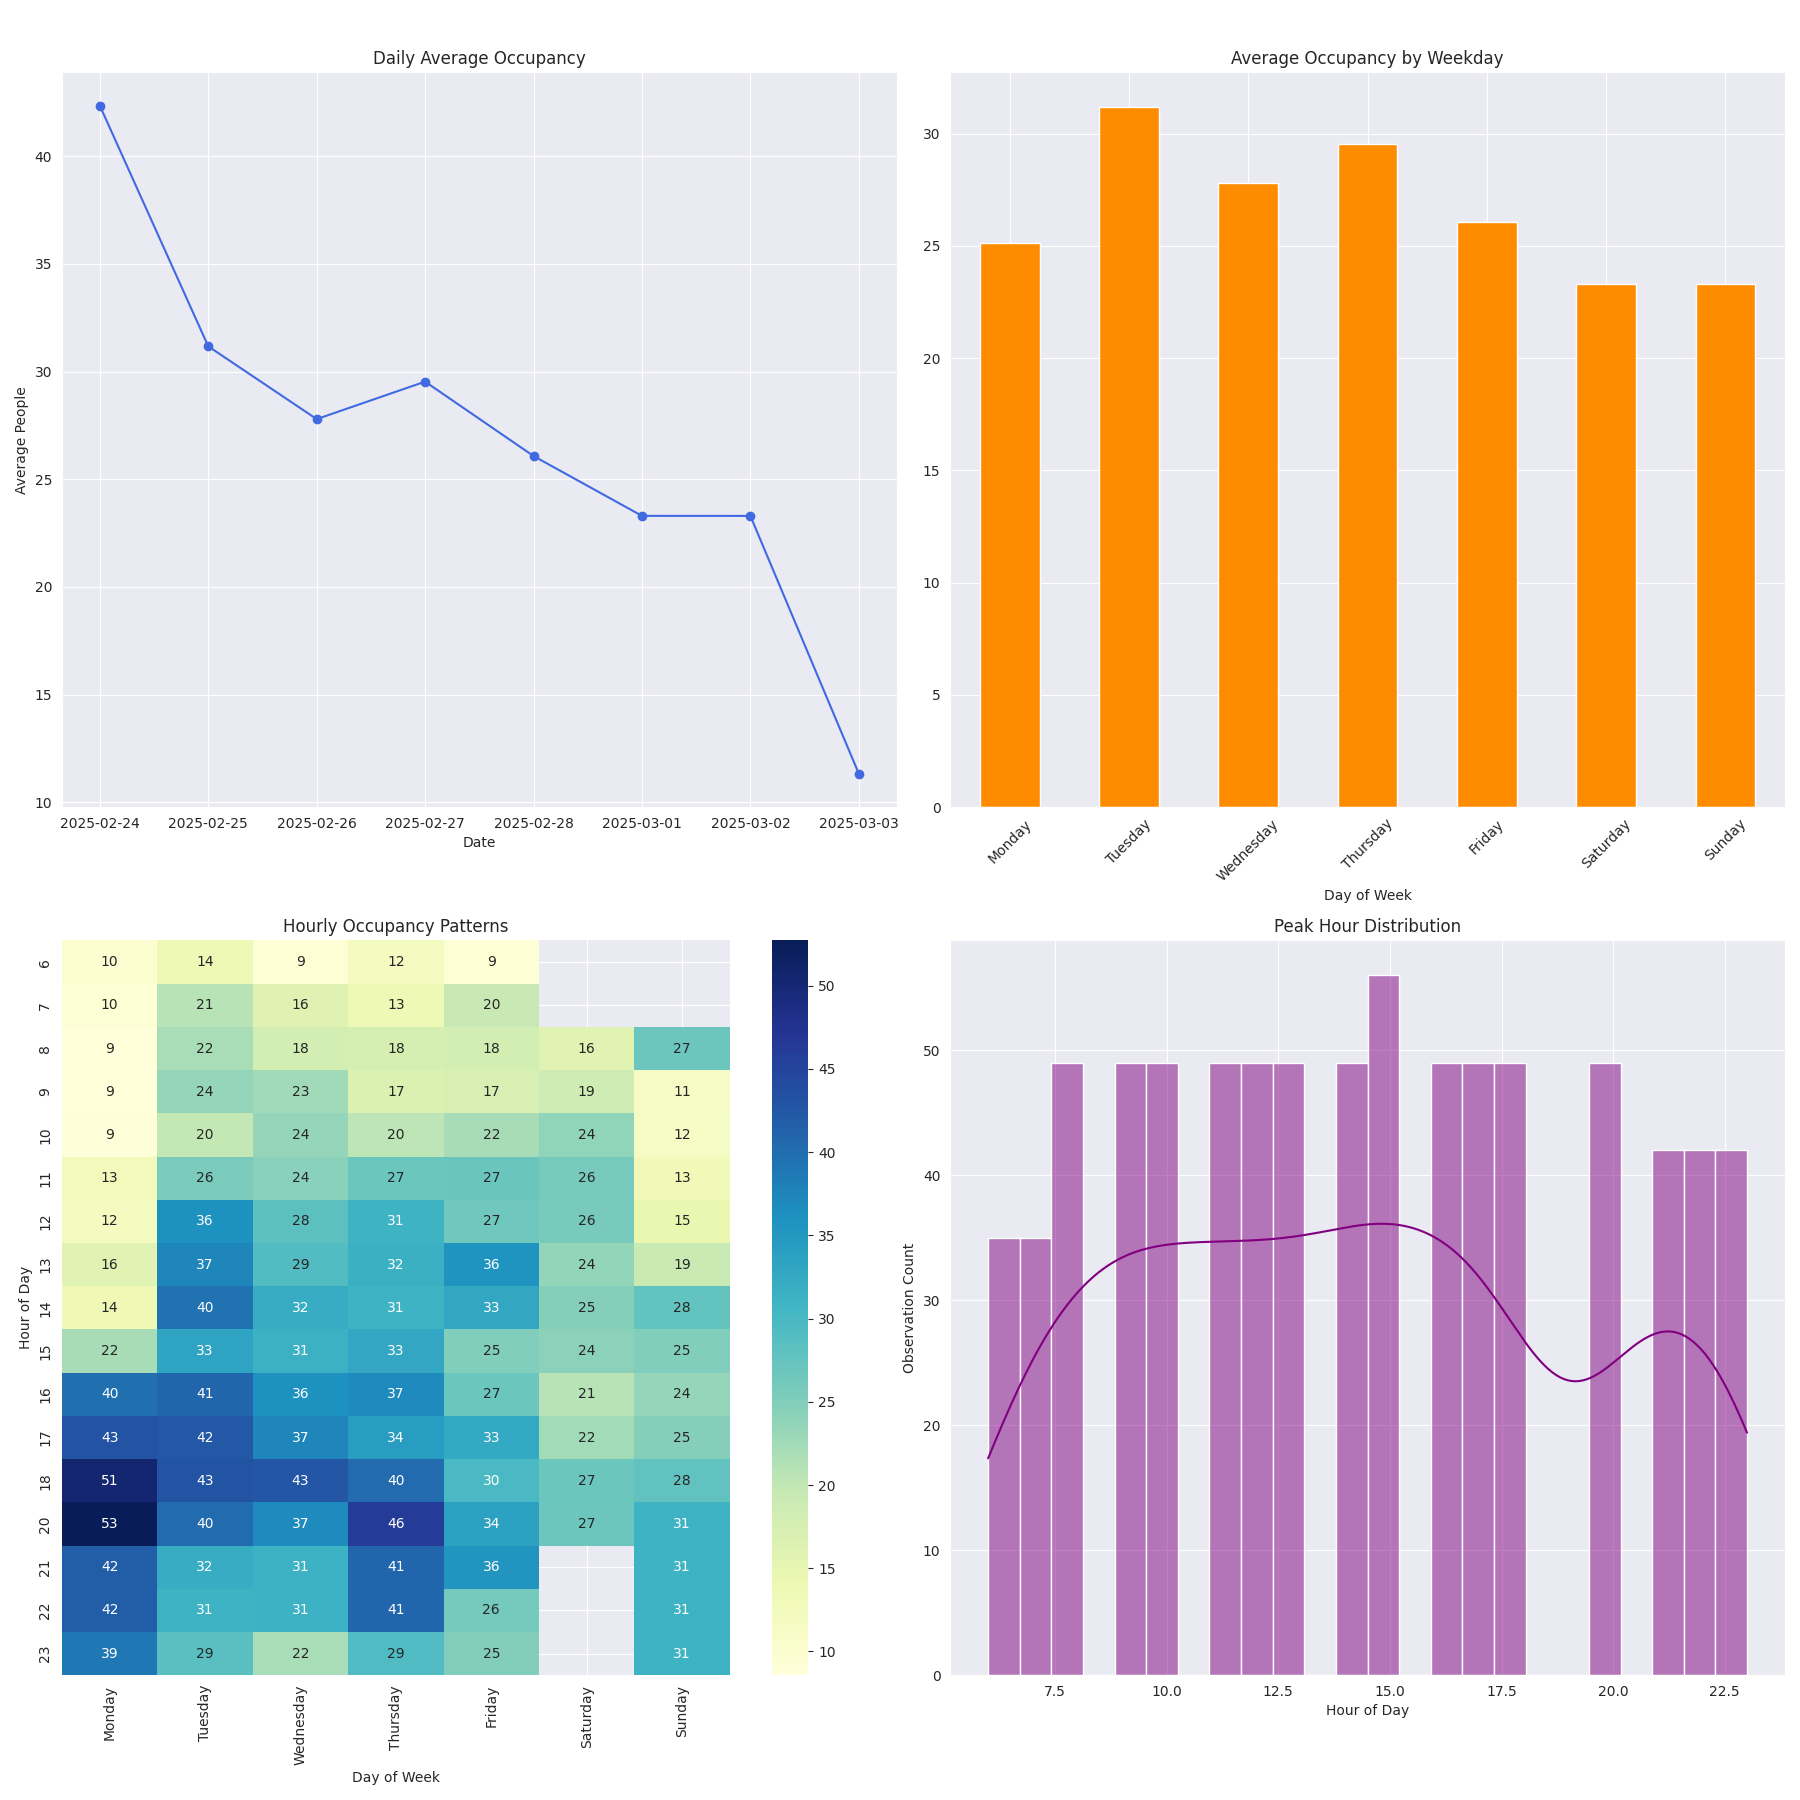 Daily Average Occupancy
40
35
30
25
20
15
10
Average People
2025-02-24 2025-02-25 2025-02-26 2025-02-27 2025-02-28 2025-03-01 2025-03-02 2025-03-03
Date
Average Occupancy by Weekday
30
25
20
15
10
5
0
Monday Tuesday Wednesday Thursday Friday Saturday Sunday
Day of Week
Hourly Occupancy Patterns
Hour of Day
6 10 14 9 12 9
7 10 21 16 13 20
8 9 22 18 18 18 16 27
9 9 24 23 17 17 19 11
10 9 20 24 20 22 24 12
11 13 26 24 27 27 26 13
12 12 36 28 31 27 26 15
13 16 37 29 32 36 24 19
14 14 40 32 31 33 25 28
15 22 33 31 33 25 24 25
16 40 41 36 37 27 21 24
17 43 42 37 34 33 22 25
18 51 43 43 40 30 27 28
20 53 40 37 46 34 27 31
21 42 32 31 41 36 31
22 42 31 31 41 26 31
23 39 29 22 29 25 31
Monday Tuesday Wednesday Thursday Friday Saturday Sunday
Day of Week
50
45
40
35
30
25
20
15
10
Peak Hour Distribution
50
40
30
20
10
0
Observation Count
7.5 10.0 12.5 15.0 17.5 20.0 22.5
Hour of Day